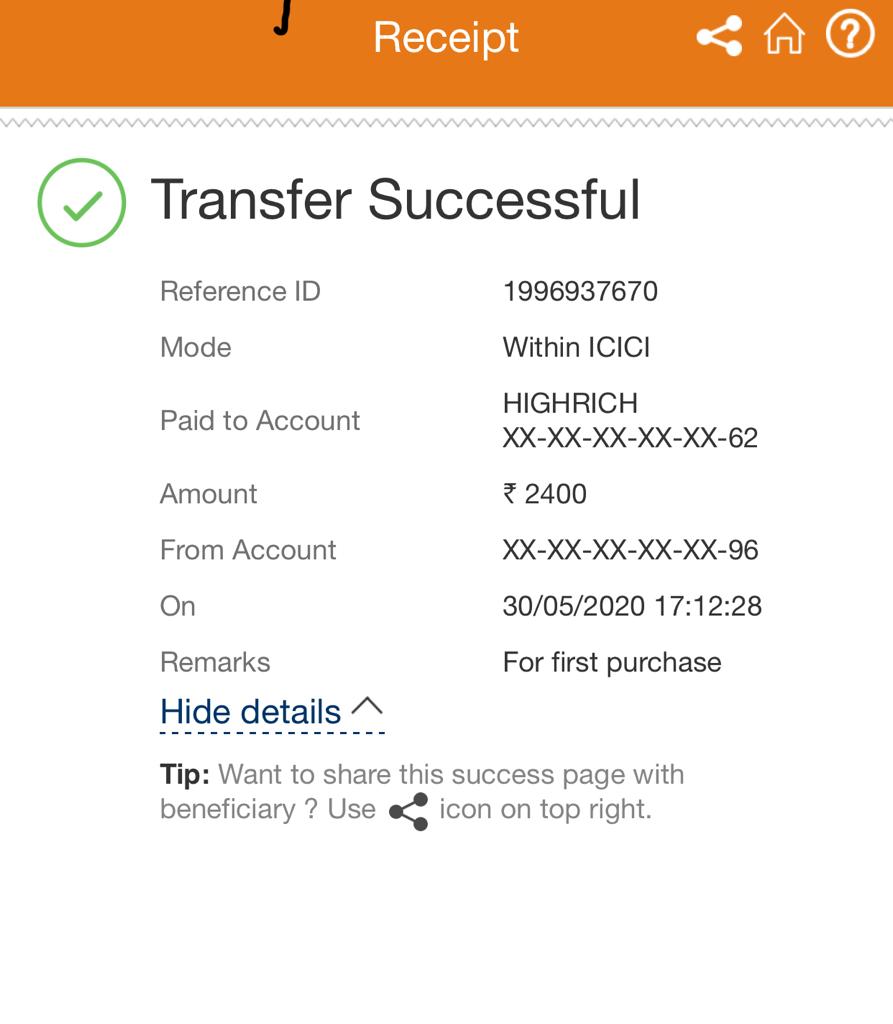 Receipt
Transfer Successful
Reference ID 1996937670
Mode Within ICICI
Paid to Account HIGHRICH
XX-XX-XX-XX-XX-62
Amount ₹ 2400
From Account XX-XX-XX-XX-XX-96
On 30/05/2020 17:12:28
Remarks For first purchase
Hide details
Tip: Want to share this success page with
beneficiary ? Use icon on top right.